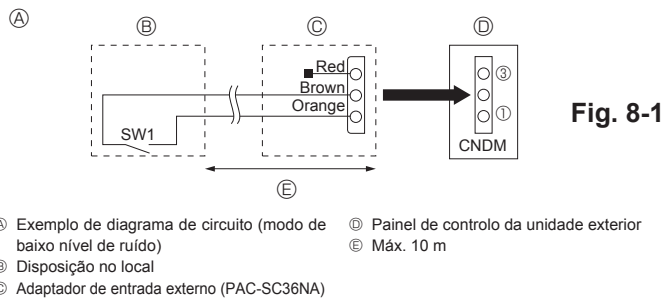 Ⓐ
Ⓑ
Ⓒ
Ⓓ
Red
Brown
Orange
SW1
③
①
CNDM
Fig. 8-1
Ⓔ
Ⓐ Exemplo de diagrama de circuito (modo de
baixo nível de ruído)
Ⓑ Disposição no local
Ⓒ Adaptador de entrada externo (PAC-SC36NA)
Ⓓ Painel de controlo da unidade exterior
Ⓔ Máx. 10 m